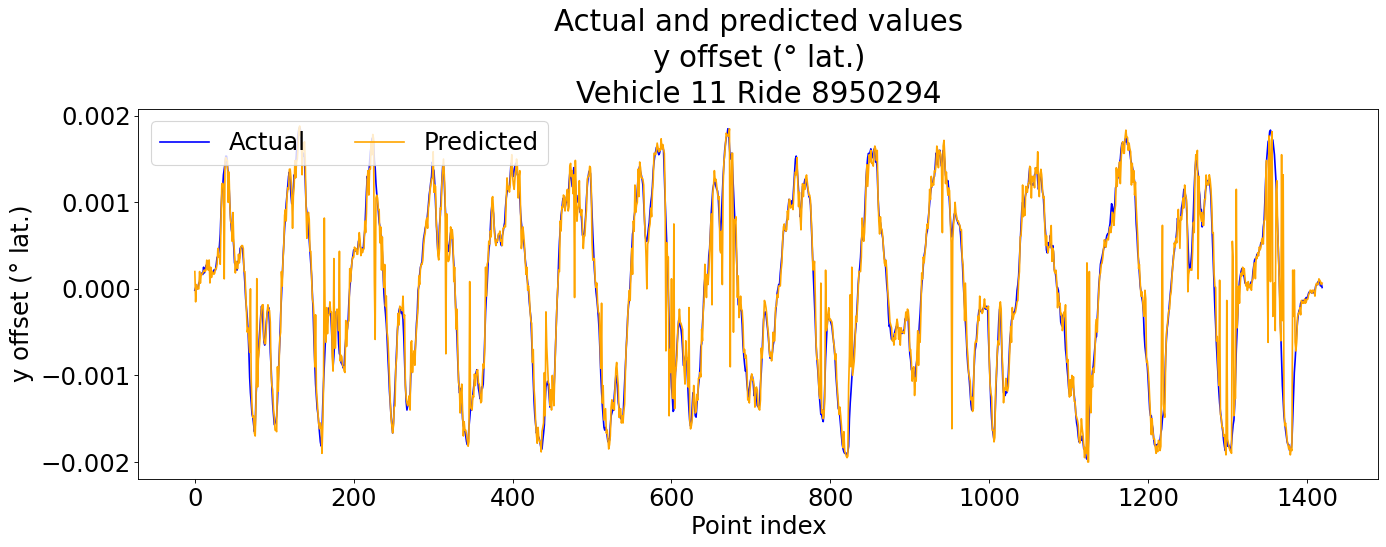 Actual and predicted values
y offset (° lat.)
Vehicle 11 Ride 8950294
Actual
Predicted
y offset (° lat.)
0.002
0.001
0.000
−0.001
−0.002
0
200
400
600
800
1000
1200
1400
Point index